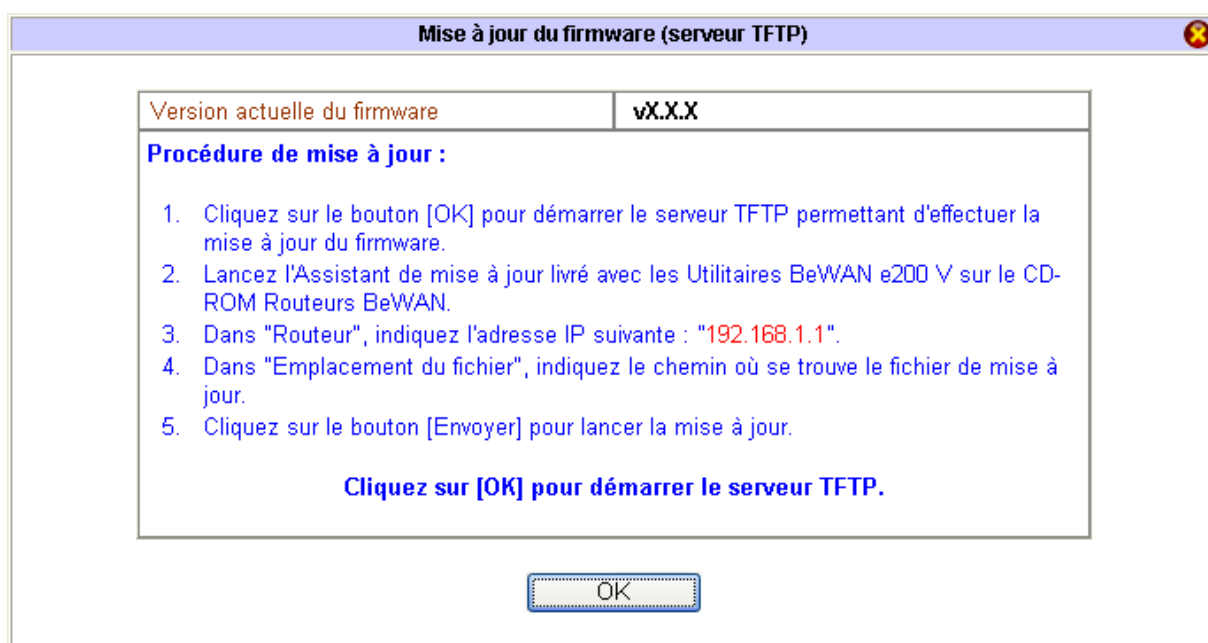 Mise à jour du firmware (serveur TFTP)
Version actuelle du firmware vX.X.X
Procédure de mise à jour :
1. Cliquez sur le bouton [OK] pour démarrer le serveur TFTP permettant d'effectuer la
mise à jour du firmware.
2. Lancez l'Assistant de mise à jour livré avec les Utilitaires BeWAN e200 V sur le CD-
ROM Routeurs BeWAN.
3. Dans "Routeur", indiquez l'adresse IP suivante : "192.168.1.1".
4. Dans "Emplacement du fichier", indiquez le chemin où se trouve le fichier de mise à
jour.
5. Cliquez sur le bouton [Envoyer] pour lancer la mise à jour.
Cliquez sur [OK] pour démarrer le serveur TFTP.
OK